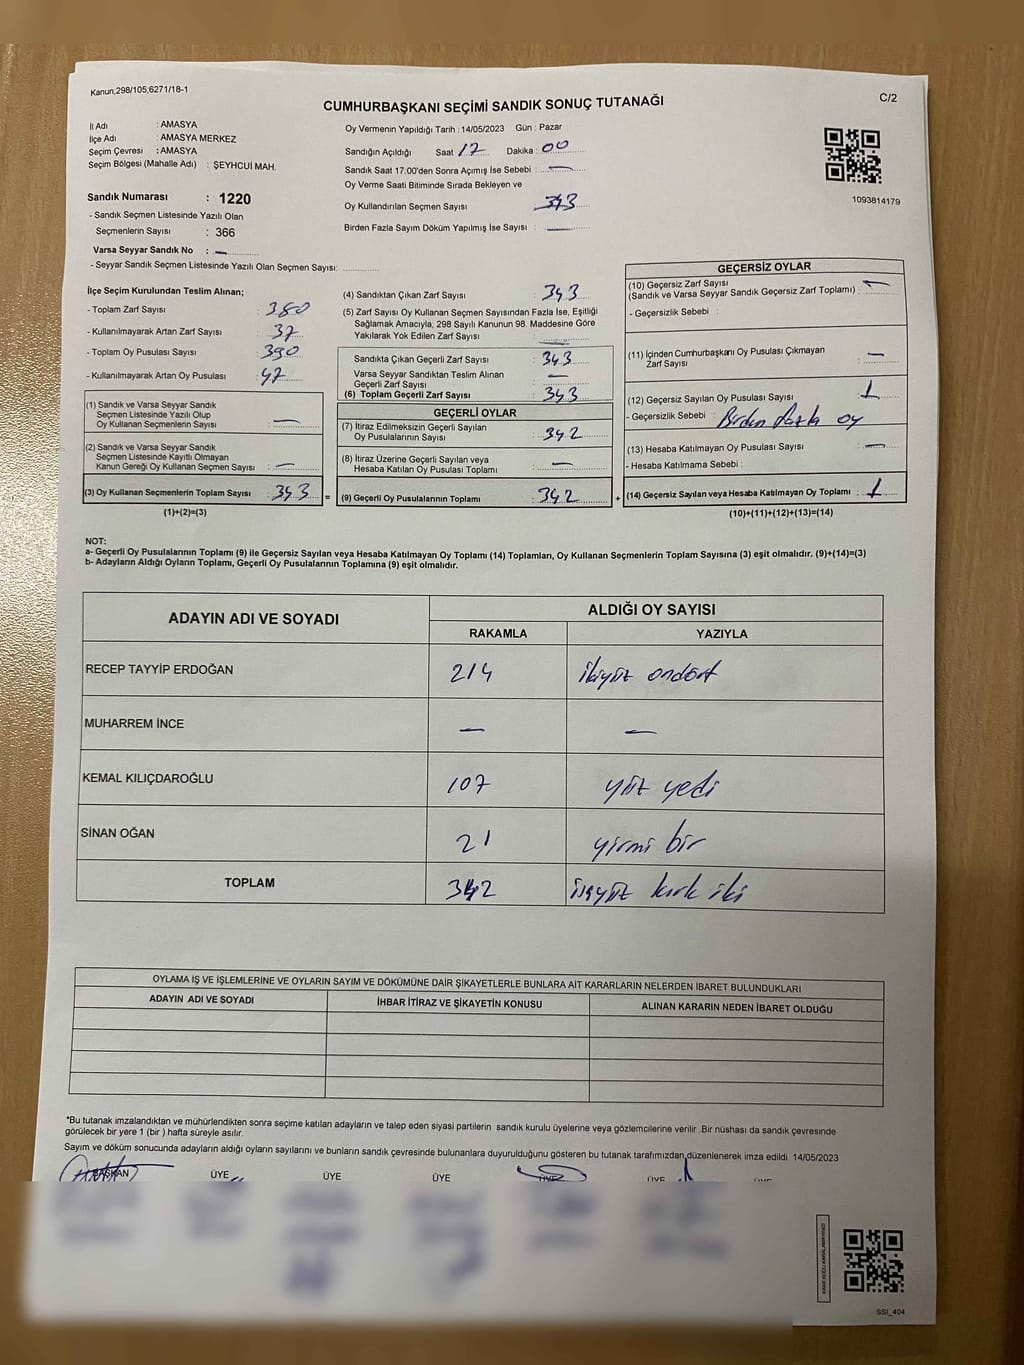 Kanun,298/105;6271/18-1
CUMHURBAŞKANI SEÇİMİ SANDIK SONUÇ TUTANAĞI
C/2
İl Adı : AMASYA
İlçe Adı : AMASYA MERKEZ
Seçim Çevresi : AMASYA
Seçim Bölgesi (Mahalle Adı) : ŞEYHCUİ MAH.
Sandık Numarası : 1220
- Sandık Seçmen Listesinde Yazılı Olan
Seçmenlerin Sayısı : 366
Varsa Seyyar Sandık No : —
- Seyyar Sandık Seçmen Listesinde Yazılı Olan Seçmen Sayısı: ............
Oy Vermenin Yapıldığı Tarih : 14/05/2023 Gün : Pazar
Sandığın Açıldığı Saat 17 Dakika : 00
Sandık Saat 17:00'den Sonra Açımış İse Sebebi : —
Oy Verme Saati Bitiminde Sırada Bekleyen ve
Oy Kullandırılan Seçmen Sayısı 343
Birden Fazla Sayım Döküm Yapılmış İse Sayısı : —
1093814179
İlçe Seçim Kurulundan Teslim Alınan;
- Toplam Zarf Sayısı : 380
- Kullanılmayarak Artan Zarf Sayısı : 37
- Toplam Oy Pusulası Sayısı : 390
- Kullanılmayarak Artan Oy Pusulası : 47
(1) Sandık ve Varsa Seyyar Sandık
Seçmen Listesinde Yazılı Olup
Oy Kullanan Seçmenlerin Sayısı : —
(2) Sandık ve Varsa Seyyar Sandık
Seçmen Listesinde Kayıtlı Olmayan
Kanun Gereği Oy Kullanan Seçmen Sayısı : —
(3) Oy Kullanan Seçmenlerin Toplam Sayısı : 343 =
(1)+(2)=(3)
(4) Sandıktan Çıkan Zarf Sayısı : 343
(5) Zarf Sayısı Oy Kullanan Seçmen Sayısından Fazla İse, Eşitliği
Sağlamak Amacıyla, 298 Sayılı Kanunun 98. Maddesine Göre
Yakılarak Yok Edilen Zarf Sayısı : —
Sandıkta Çıkan Geçerli Zarf Sayısı : 343
Varsa Seyyar Sandıktan Teslim Alınan
Geçerli Zarf Sayısı : —
(6) Toplam Geçerli Zarf Sayısı : 343
GEÇERLİ OYLAR
(7) İtiraz Edilmeksizin Geçerli Sayılan
Oy Pusulalarının Sayısı : 342
(8) İtiraz Üzerine Geçerli Sayılan veya
Hesaba Katılan Oy Pusulası Toplamı : —
(9) Geçerli Oy Pusulalarının Toplamı : 342 +
GEÇERSİZ OYLAR
(10) Geçersiz Zarf Sayısı
(Sandık ve Varsa Seyyar Sandık Geçersiz Zarf Toplamı) : —
- Geçersizlik Sebebi :
(11) İçinden Cumhurbaşkanı Oy Pusulası Çıkmayan
Zarf Sayısı : —
(12) Geçersiz Sayılan Oy Pusulası Sayısı : 1
- Geçersizlik Sebebi : Birden fazla oy
(13) Hesaba Katılmayan Oy Pusulası Sayısı : —
- Hesaba Katılmama Sebebi :
(14) Geçersiz Sayılan veya Hesaba Katılmayan Oy Toplamı : 1
(10)+(11)+(12)+(13)=(14)
NOT:
a- Geçerli Oy Pusulalarının Toplamı (9) ile Geçersiz Sayılan veya Hesaba Katılmayan Oy Toplamı (14) Toplamları, Oy Kullanan Seçmenlerin Toplam Sayısına (3) eşit olmalıdır. (9)+(14)=(3)
b- Adayların Aldığı Oyların Toplamı, Geçerli Oy Pusulalarının Toplamına (9) eşit olmalıdır.
ADAYIN ADI VE SOYADI ALDIĞI OY SAYISI
RAKAMLA YAZIYLA
RECEP TAYYİP ERDOĞAN 214 ikiyüz ondört
MUHARREM İNCE — —
KEMAL KILIÇDAROĞLU 107 yüz yedi
SİNAN OĞAN 21 yirmi bir
TOPLAM 342 üçyüz kırk iki
OYLAMA İŞ VE İŞLEMLERİNE VE OYLARIN SAYIM VE DÖKÜMÜNE DAİR ŞİKAYETLERLE BUNLARA AİT KARARLARIN NELERDEN İBARET BULUNDUKLARI
ADAYIN ADI VE SOYADI İHBAR İTİRAZ VE ŞİKAYETİN KONUSU ALINAN KARARIN NEDEN İBARET OLDUĞU
*Bu tutanak imzalandıktan ve mühürlendikten sonra seçime katılan adayların ve talep eden siyasi partilerin sandık kurulu üyelerine veya gözlemcilerine verilir .Bir nüshası da sandık çevresinde
görülecek bir yere 1 (bir ) hafta süreyle asılır.
Sayım ve döküm sonucunda adayların aldığı oyların sayılarını ve bunların sandık çevresinde bulunanlara duyurulduğunu gösteren bu tutanak tarafımızdan düzenlenerek imza edildi 14/05/2023
BAŞKAN ÜYE ÜYE ÜYE ÜYE ÜYE
SSI_404